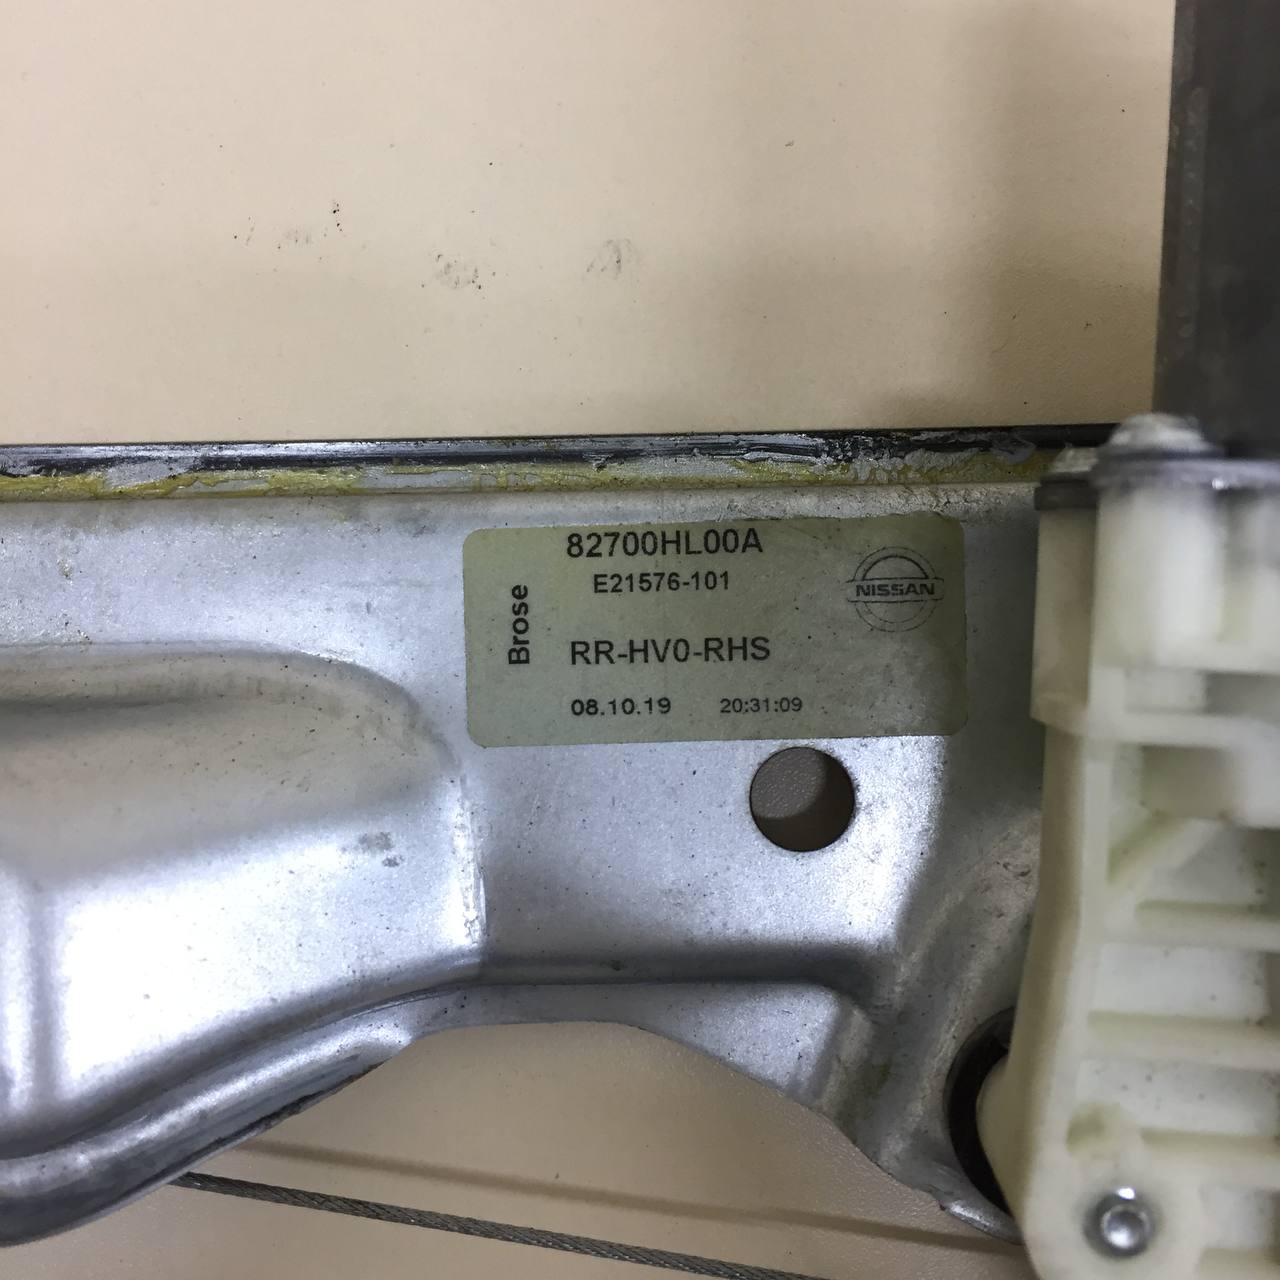 82700HL00A
E21576-101
NISSAN
Brose
RR-HV0-RHS
08.10.19 20:31:09